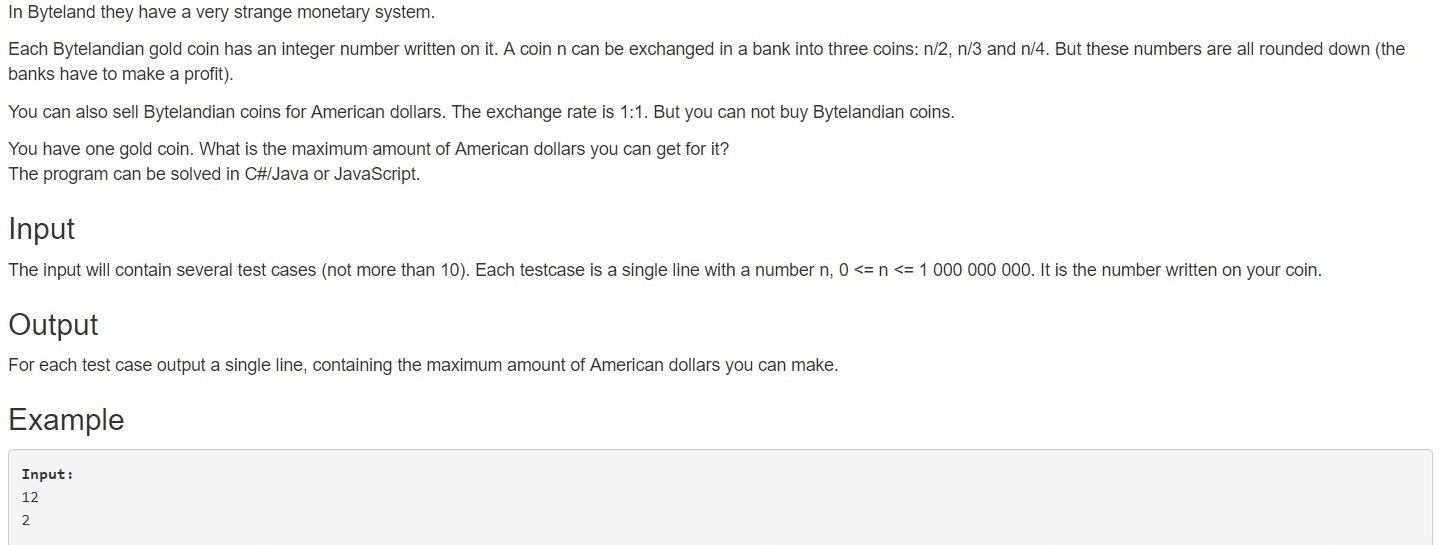 In Byteland they have a very strange monetary system.
Each Bytelandian gold coin has an integer number written on it. A coin n can be exchanged in a bank into three coins: n/2, n/3 and n/4. But these numbers are all rounded down (the
banks have to make a profit).
You can also sell Bytelandian coins for American dollars. The exchange rate is 1:1. But you can not buy Bytelandian coins.
You have one gold coin. What is the maximum amount of American dollars you can get for it?
The program can be solved in C#/Java or JavaScript.
Input
The input will contain several test cases (not more than 10). Each testcase is a single line with a number n, 0 <= n <= 1 000 000 000. It is the number written on your coin.
Output
For each test case output a single line, containing the maximum amount of American dollars you can make.
Example
Input:
12
2